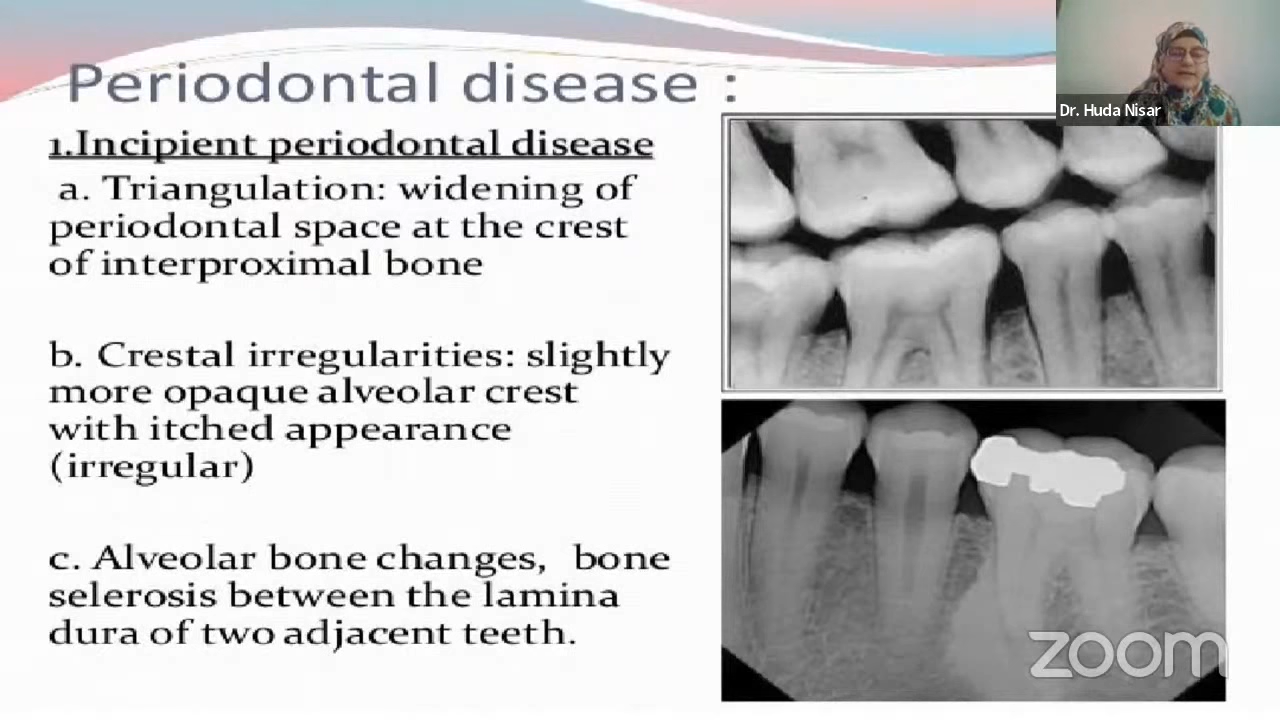 Periodontal disease :
Dr. Huda Nisar
1.Incipient periodontal disease
a. Triangulation: widening of
periodontal space at the crest
of interproximal bone
b. Crestal irregularities: slightly
more opaque alveolar crest
with itched appearance
(irregular)
c. Alveolar bone changes, bone
selerosis between the lamina
dura of two adjacent teeth.
zoom